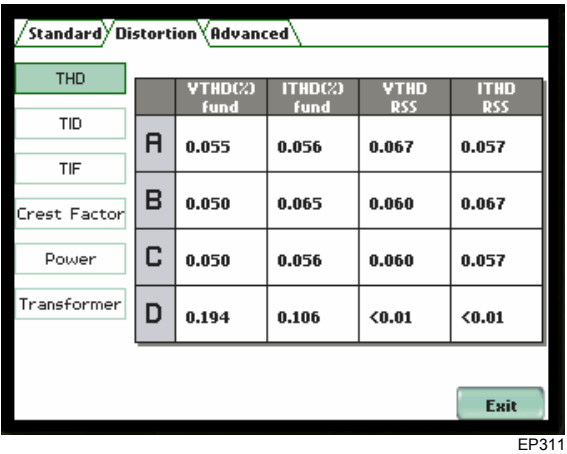 Standard Distortion Advanced
THD
TID
TIF
Crest Factor
Power
Transformer
VTHD(%) fund ITHD(%) fund VTHD RSS ITHD RSS
A 0.055 0.056 0.067 0.057
B 0.050 0.065 0.060 0.067
C 0.050 0.056 0.060 0.057
D 0.194 0.106 <0.01 <0.01
Exit
EP311